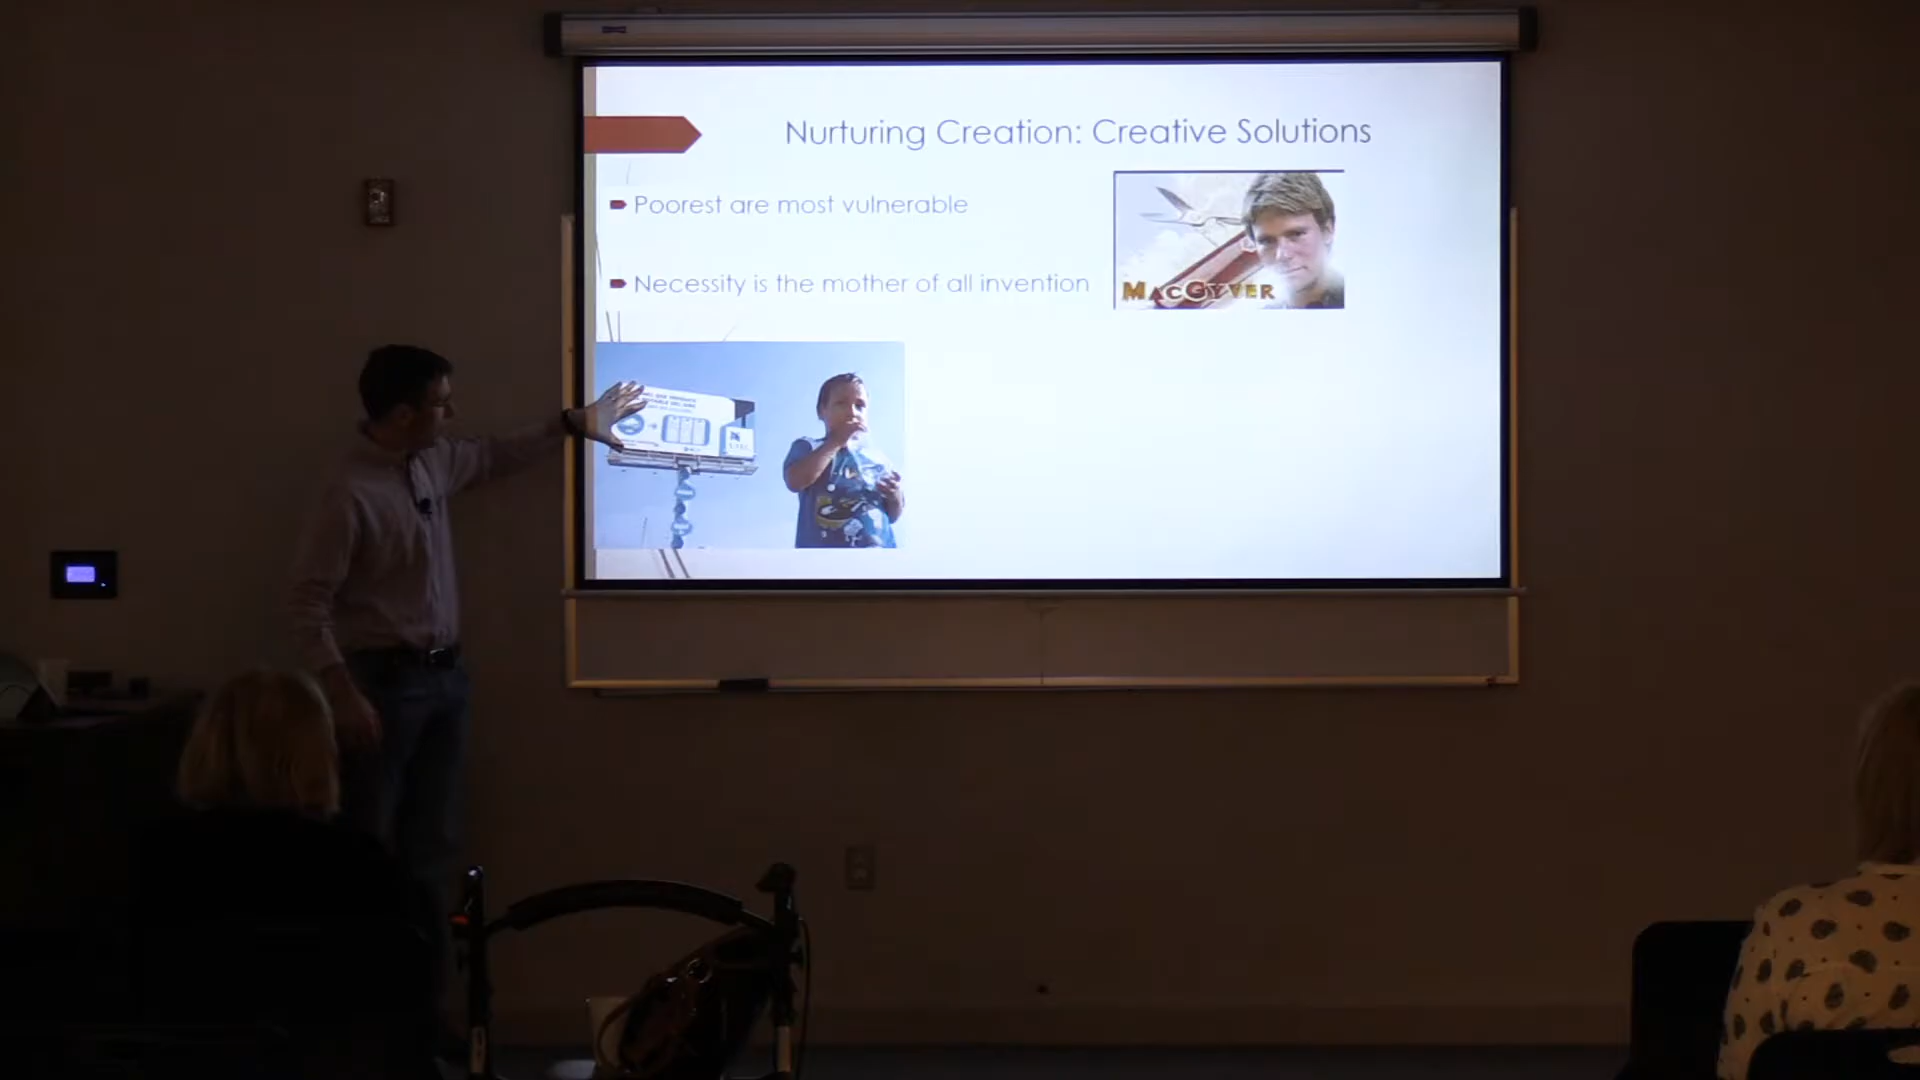 Nurturing Creation: Creative Solutions
Poorest are most vulnerable
Necessity is the mother of all invention
MACGYVER